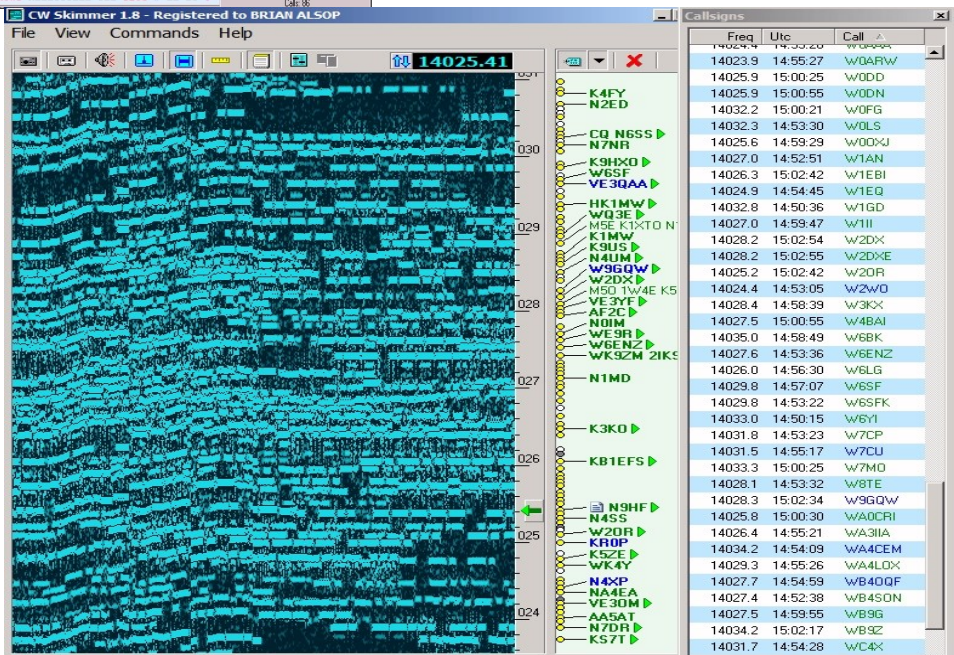 Calls: 86
CW Skimmer 1.8 - Registered to BRIAN ALSOP
File View Commands Help
14025.41
030
029
028
027
026
025
024
K4FY
N2ED
CQ N6SS
N7NR
K9HXO
W6SF
VE3QAA
HK1MW
WQ3E
M5E K1XTO N
K1MW
K9US
N4UM
W9GQW
W2DX
M5O 1W4E K5
VE3YF
AF2C
N0IM
WE9R
W6ENZ
WK9ZM 2IKS
N1MD
K3KO
KB1EFS
N9HF
N4SS
W2OR
KR0P
K5ZE
WK4Y
N4XP
NA4EA
VE3OM
AA5AT
N7DR
KS7T
Callsigns
Freq Utc Call
14023.9 14:55:27 W0ARW
14025.9 15:00:25 W0DD
14025.9 15:00:55 W0DN
14032.2 15:00:21 W0FG
14032.3 14:53:30 W0LS
14025.6 14:59:29 W0OXJ
14027.0 14:52:51 W1AN
14026.3 15:02:42 W1EBI
14024.9 14:54:45 W1EQ
14032.8 14:50:36 W1GD
14027.0 14:59:47 W1II
14028.2 15:02:54 W2DX
14028.2 15:02:55 W2DXE
14025.2 15:02:42 W2OR
14024.4 14:53:05 W2WO
14028.4 14:58:39 W3KX
14027.5 15:00:55 W4BAI
14035.0 14:58:49 W6BK
14027.6 14:53:36 W6ENZ
14026.0 14:56:30 W6LG
14029.8 14:57:07 W6SF
14029.8 14:53:22 W6SFK
14033.0 14:50:15 W6YI
14031.8 14:53:23 W7CP
14031.5 14:55:17 W7CU
14033.3 15:00:25 W7MO
14028.1 14:53:32 W8TE
14028.3 15:02:34 W9GQW
14025.8 15:00:30 WA0CRI
14026.4 14:55:21 WA3IIA
14034.2 14:54:09 WA4CEM
14029.3 14:55:26 WA4LOX
14027.7 14:54:59 WB4OQF
14027.4 14:52:38 WB4SON
14027.5 14:59:55 WB9G
14034.2 15:02:17 WB9Z
14031.7 14:54:28 WC4X